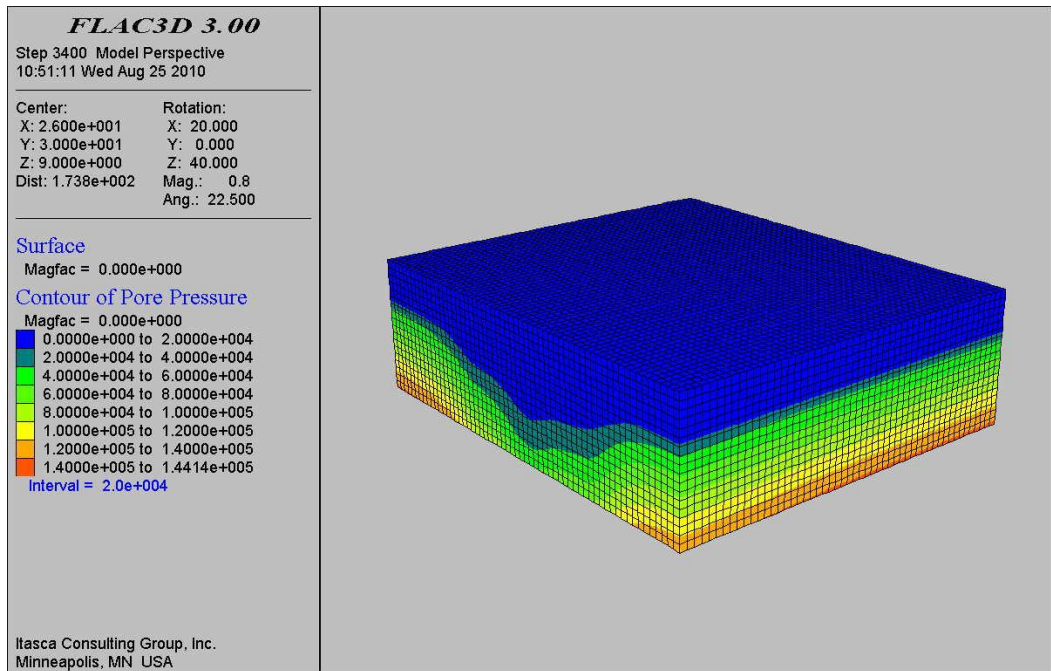 FLAC3D 3.00
Step 3400 Model Perspective
10:51:11 Wed Aug 25 2010
Center: Rotation:
X: 2.600e+001 X: 20.000
Y: 3.000e+001 Y: 0.000
Z: 9.000e+000 Z: 40.000
Dist: 1.738e+002 Mag.: 0.8
Ang.: 22.500
Surface
Magfac = 0.000e+000
Contour of Pore Pressure
Magfac = 0.000e+000
0.0000e+000 to 2.0000e+004
2.0000e+004 to 4.0000e+004
4.0000e+004 to 6.0000e+004
6.0000e+004 to 8.0000e+004
8.0000e+004 to 1.0000e+005
1.0000e+005 to 1.2000e+005
1.2000e+005 to 1.4000e+005
1.4000e+005 to 1.4414e+005
Interval = 2.0e+004
Itasca Consulting Group, Inc.
Minneapolis, MN USA